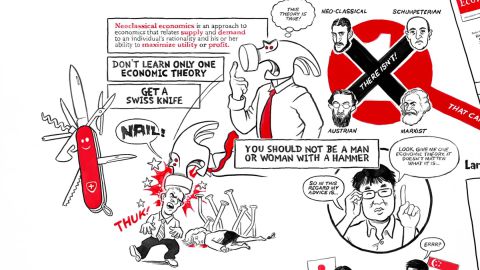 Neoclassical economics is an approach to
economics that relates supply and demand
to an individual's rationality and his or her
ability to maximize utility or profit.
THIS
THEORY IS
TRUE!
DON'T LEARN ONLY ONE
ECONOMIC THEORY
GET A
SWISS KNIFE
NAIL!
THUK!
YOU SHOULD NOT BE A MAN
OR WOMAN WITH A HAMMER
NEO-CLASSICAL
SCHUMPETERIAN
1
THERE ISN'T!
AUSTRIAN
MARXIST
THAT CA
LOOK, GIVE ME ONE
ECONOMIC THEORY, IT
DOESN'T MATTER
WHAT IT IS...
SO IN THIS
REGARD MY
ADVICE IS...
ERRR?
Lar